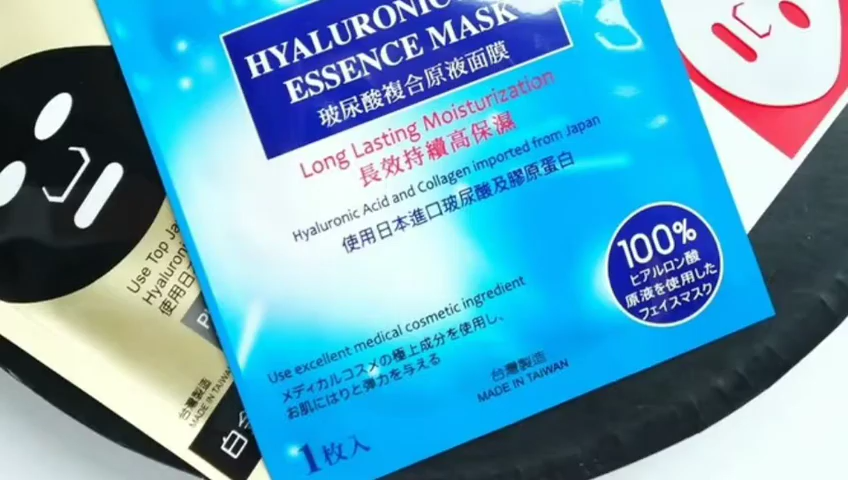 HYALURONIC
ESSENCE MASK
玻尿酸複合原液面膜
Long Lasting Moisturization
長效持續高保濕
Hyaluronic Acid and Collagen imported from Japan
使用日本進口玻尿酸及膠原蛋白
100%
ヒアルロン酸
原液を使用した
フェイスマスク
Use excellent medical cosmetic ingredient
メディカルコスメの極上成分を使用し、
お肌にはりと弾力を与える
台灣製造
MADE IN TAIWAN
1枚入
Use Top Ja
Hyaluronic
使用日
台灣製造
MADE IN TAIWAN
白